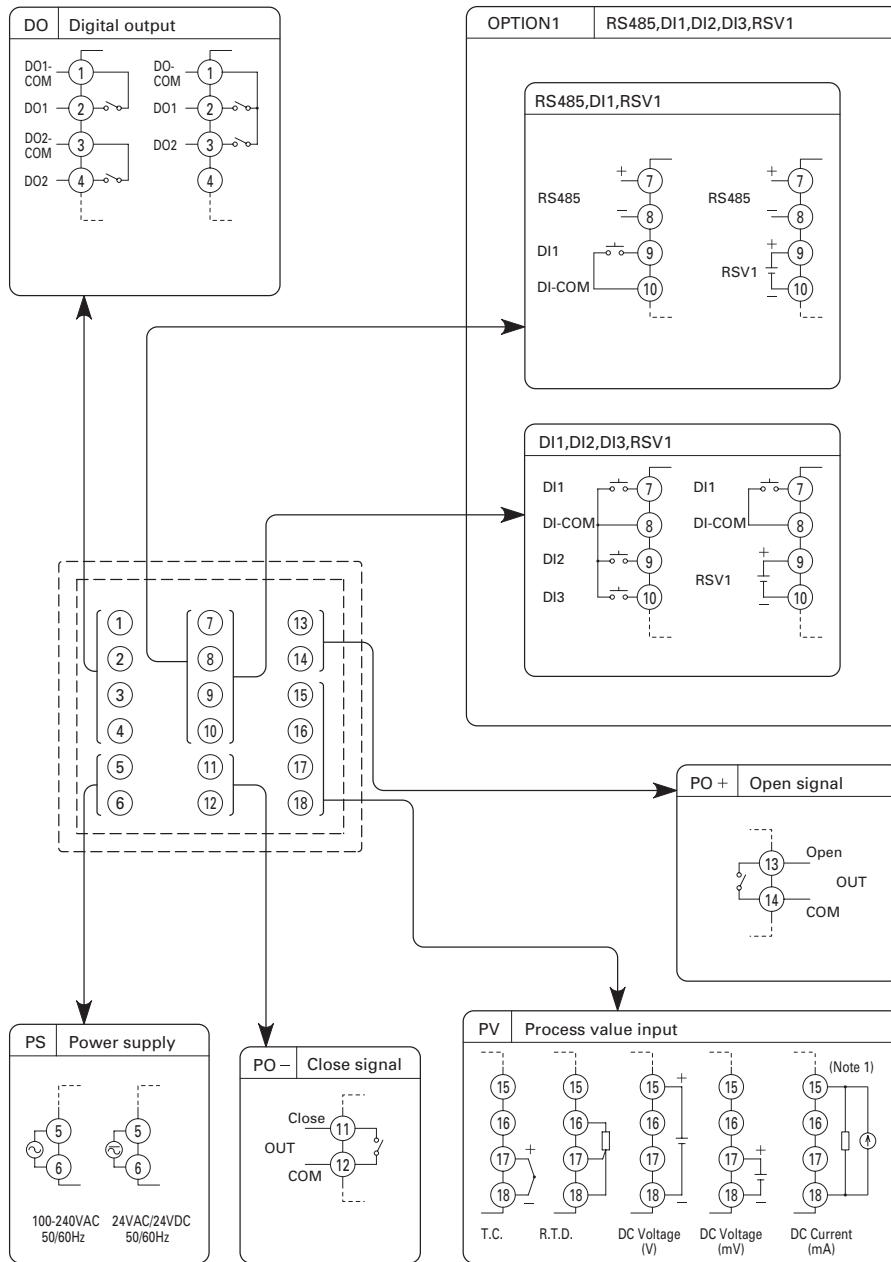 DO Digital output
DO1-COM 1
DO1 2
DO2-COM 3
DO2 4
DO-COM 1
DO1 2
DO2 3
4
OPTION1 RS485,DI1,DI2,DI3,RSV1
RS485,DI1,RSV1
RS485 + 7
− 8
DI1 9
DI-COM 10
RS485 + 7
− 8
RSV1 + 9
− 10
DI1,DI2,DI3,RSV1
DI1 7
DI-COM 8
DI2 9
DI3 10
DI1 7
DI-COM 8
RSV1 + 9
− 10
1 7 13
2 8 14
3 9 15
4 10 16
5 11 17
6 12 18
PO + Open signal
13 Open
OUT
14 COM
PS Power supply
5 5
6 6
100-240VAC 24VAC/24VDC
50/60Hz 50/60Hz
PO − Close signal
Close 11
OUT
COM 12
PV Process value input
(Note 1)
15 15 15 + 15 15
16 16 16 16 16
17 + 17 17 17 + 17
18 − 18 18 − 18 − 18
T.C. R.T.D. DC Voltage DC Voltage DC Current
(V) (mV) (mA)